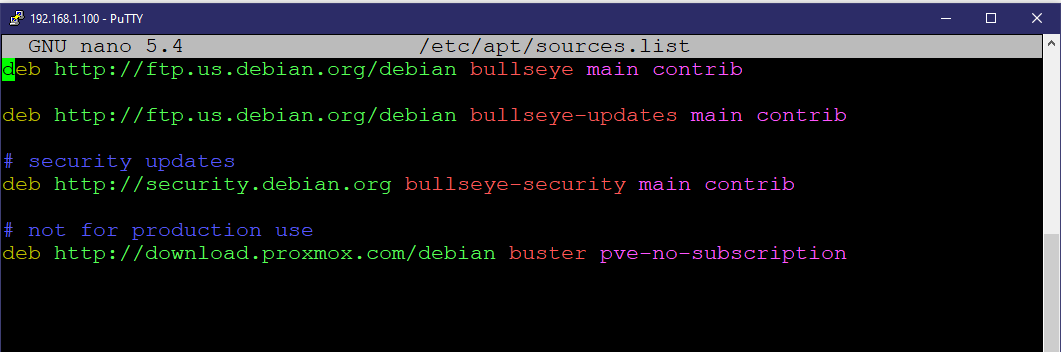 192.168.1.100 - PuTTY
GNU nano 5.4 /etc/apt/sources.list
deb http://ftp.us.debian.org/debian bullseye main contrib
deb http://ftp.us.debian.org/debian bullseye-updates main contrib
# security updates
deb http://security.debian.org bullseye-security main contrib
# not for production use
deb http://download.proxmox.com/debian buster pve-no-subscription